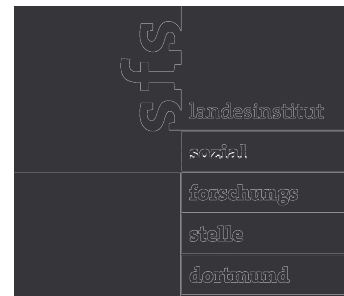 sfs
landesinstitut
sozial
forschungs
stelle
dortmund